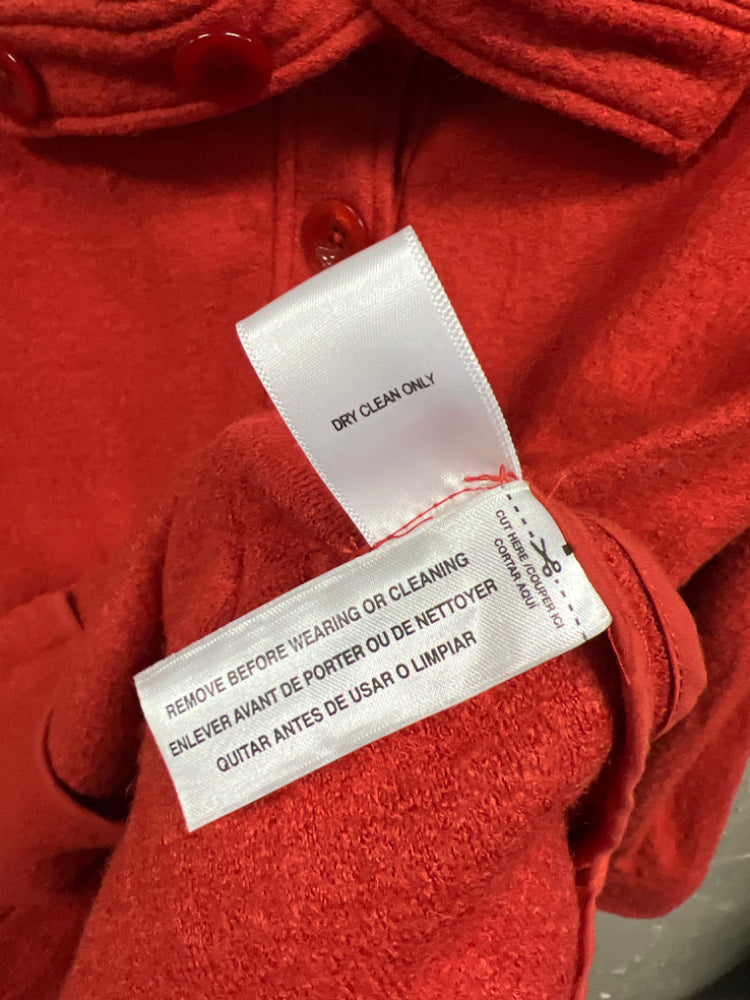 DRY CLEAN ONLY
CUT HERE /COUPER ICI
CORTAR AQUÍ
REMOVE BEFORE WEARING OR CLEANING
ENLEVER AVANT DE PORTER OU DE NETTOYER
QUITAR ANTES DE USAR O LIMPIAR